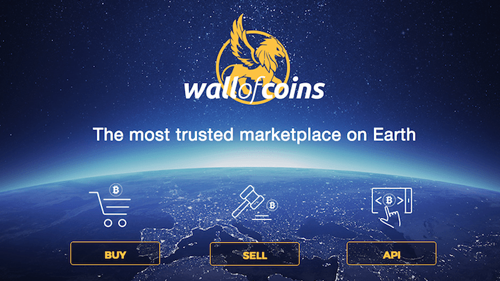 wallofcoins
The most trusted marketplace on Earth
BUY
SELL
API